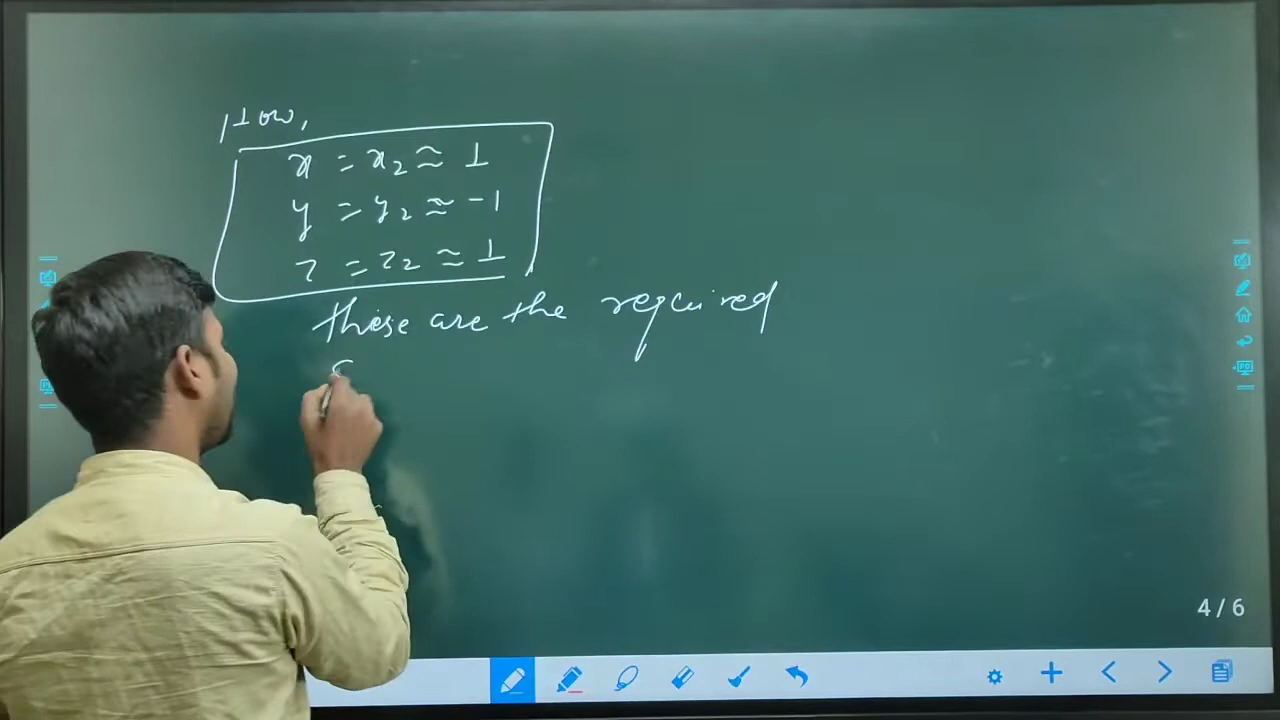 Now,
x = x₂ ≈ 1
y = y₂ ≈ -1
z = z₂ ≈ 1
these are the required
4 / 6